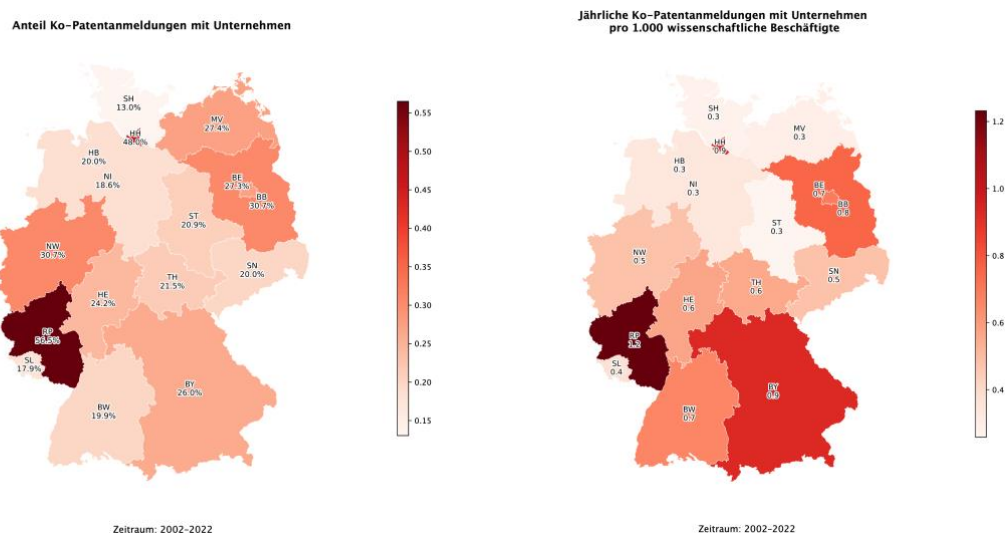 Anteil Ko-Patentanmeldungen mit Unternehmen
SH
13.0%
MV
27.4%
HH
48.0%
HB
20.0%
NI
18.6%
BE
27.3%
BB
30.7%
ST
20.9%
NW
30.7%
SN
20.0%
TH
21.5%
HE
24.2%
RP
56.5%
SL
17.9%
BY
26.0%
BW
19.9%
0.55
0.50
0.45
0.40
0.35
0.30
0.25
0.20
0.15
Zeitraum: 2002-2022
Jährliche Ko-Patentanmeldungen mit Unternehmen
pro 1.000 wissenschaftliche Beschäftigte
SH
0.3
MV
0.3
HH
HB
0.3
NI
0.3
BE
0.7
BB
0.8
ST
0.3
NW
0.5
SN
0.5
TH
0.6
HE
0.6
RP
1.2
SL
0.4
BY
0.9
BW
0.7
1.2
1.0
0.8
0.6
0.4
Zeitraum: 2002-2022